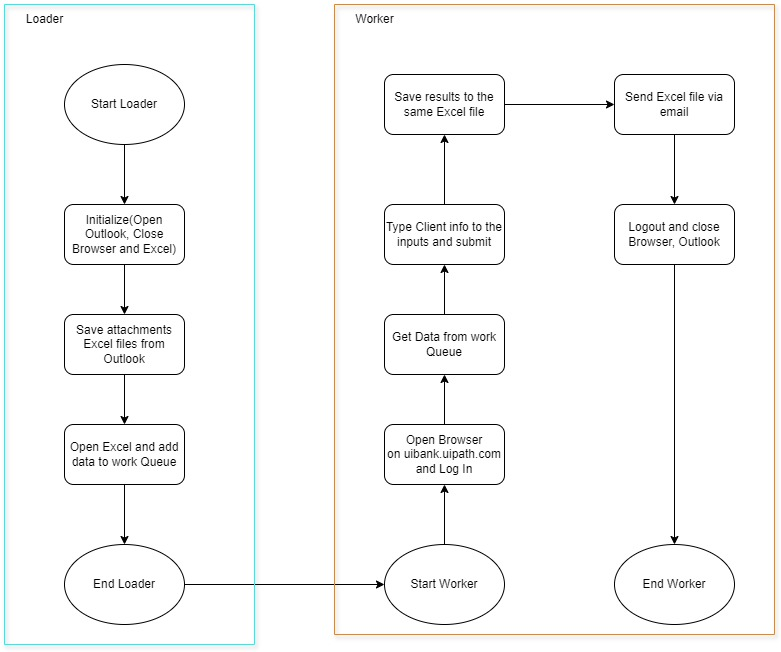 Loader
Start Loader
Initialize(Open
Outlook, Close
Browser and Excel)
Save attachments
Excel files from
Outlook
Open Excel and add
data to work Queue
End Loader
Worker
Start Worker
Open Browser
on uibank.uipath.com
and Log In
Get Data from work
Queue
Type Client info to the
inputs and submit
Save results to the
same Excel file
Send Excel file via
email
Logout and close
Browser, Outlook
End Worker